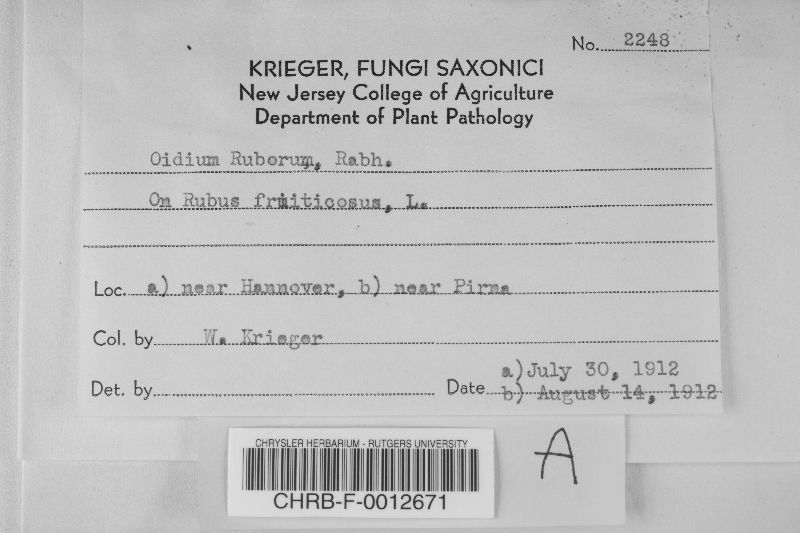 No. 2248
KRIEGER, FUNGI SAXONICI
New Jersey College of Agriculture
Department of Plant Pathology
Oidium Ruborum, Rabh.
On Rubus fruiticosus, L.
Loc. a) near Hannover, b) near Pirna
Col. by W. Krieger
a) July 30, 1912
Det. by Date b) August 14, 1912
CHRYSLER HERBARIUM - RUTGERS UNIVERSITY
A
CHRB-F-0012671